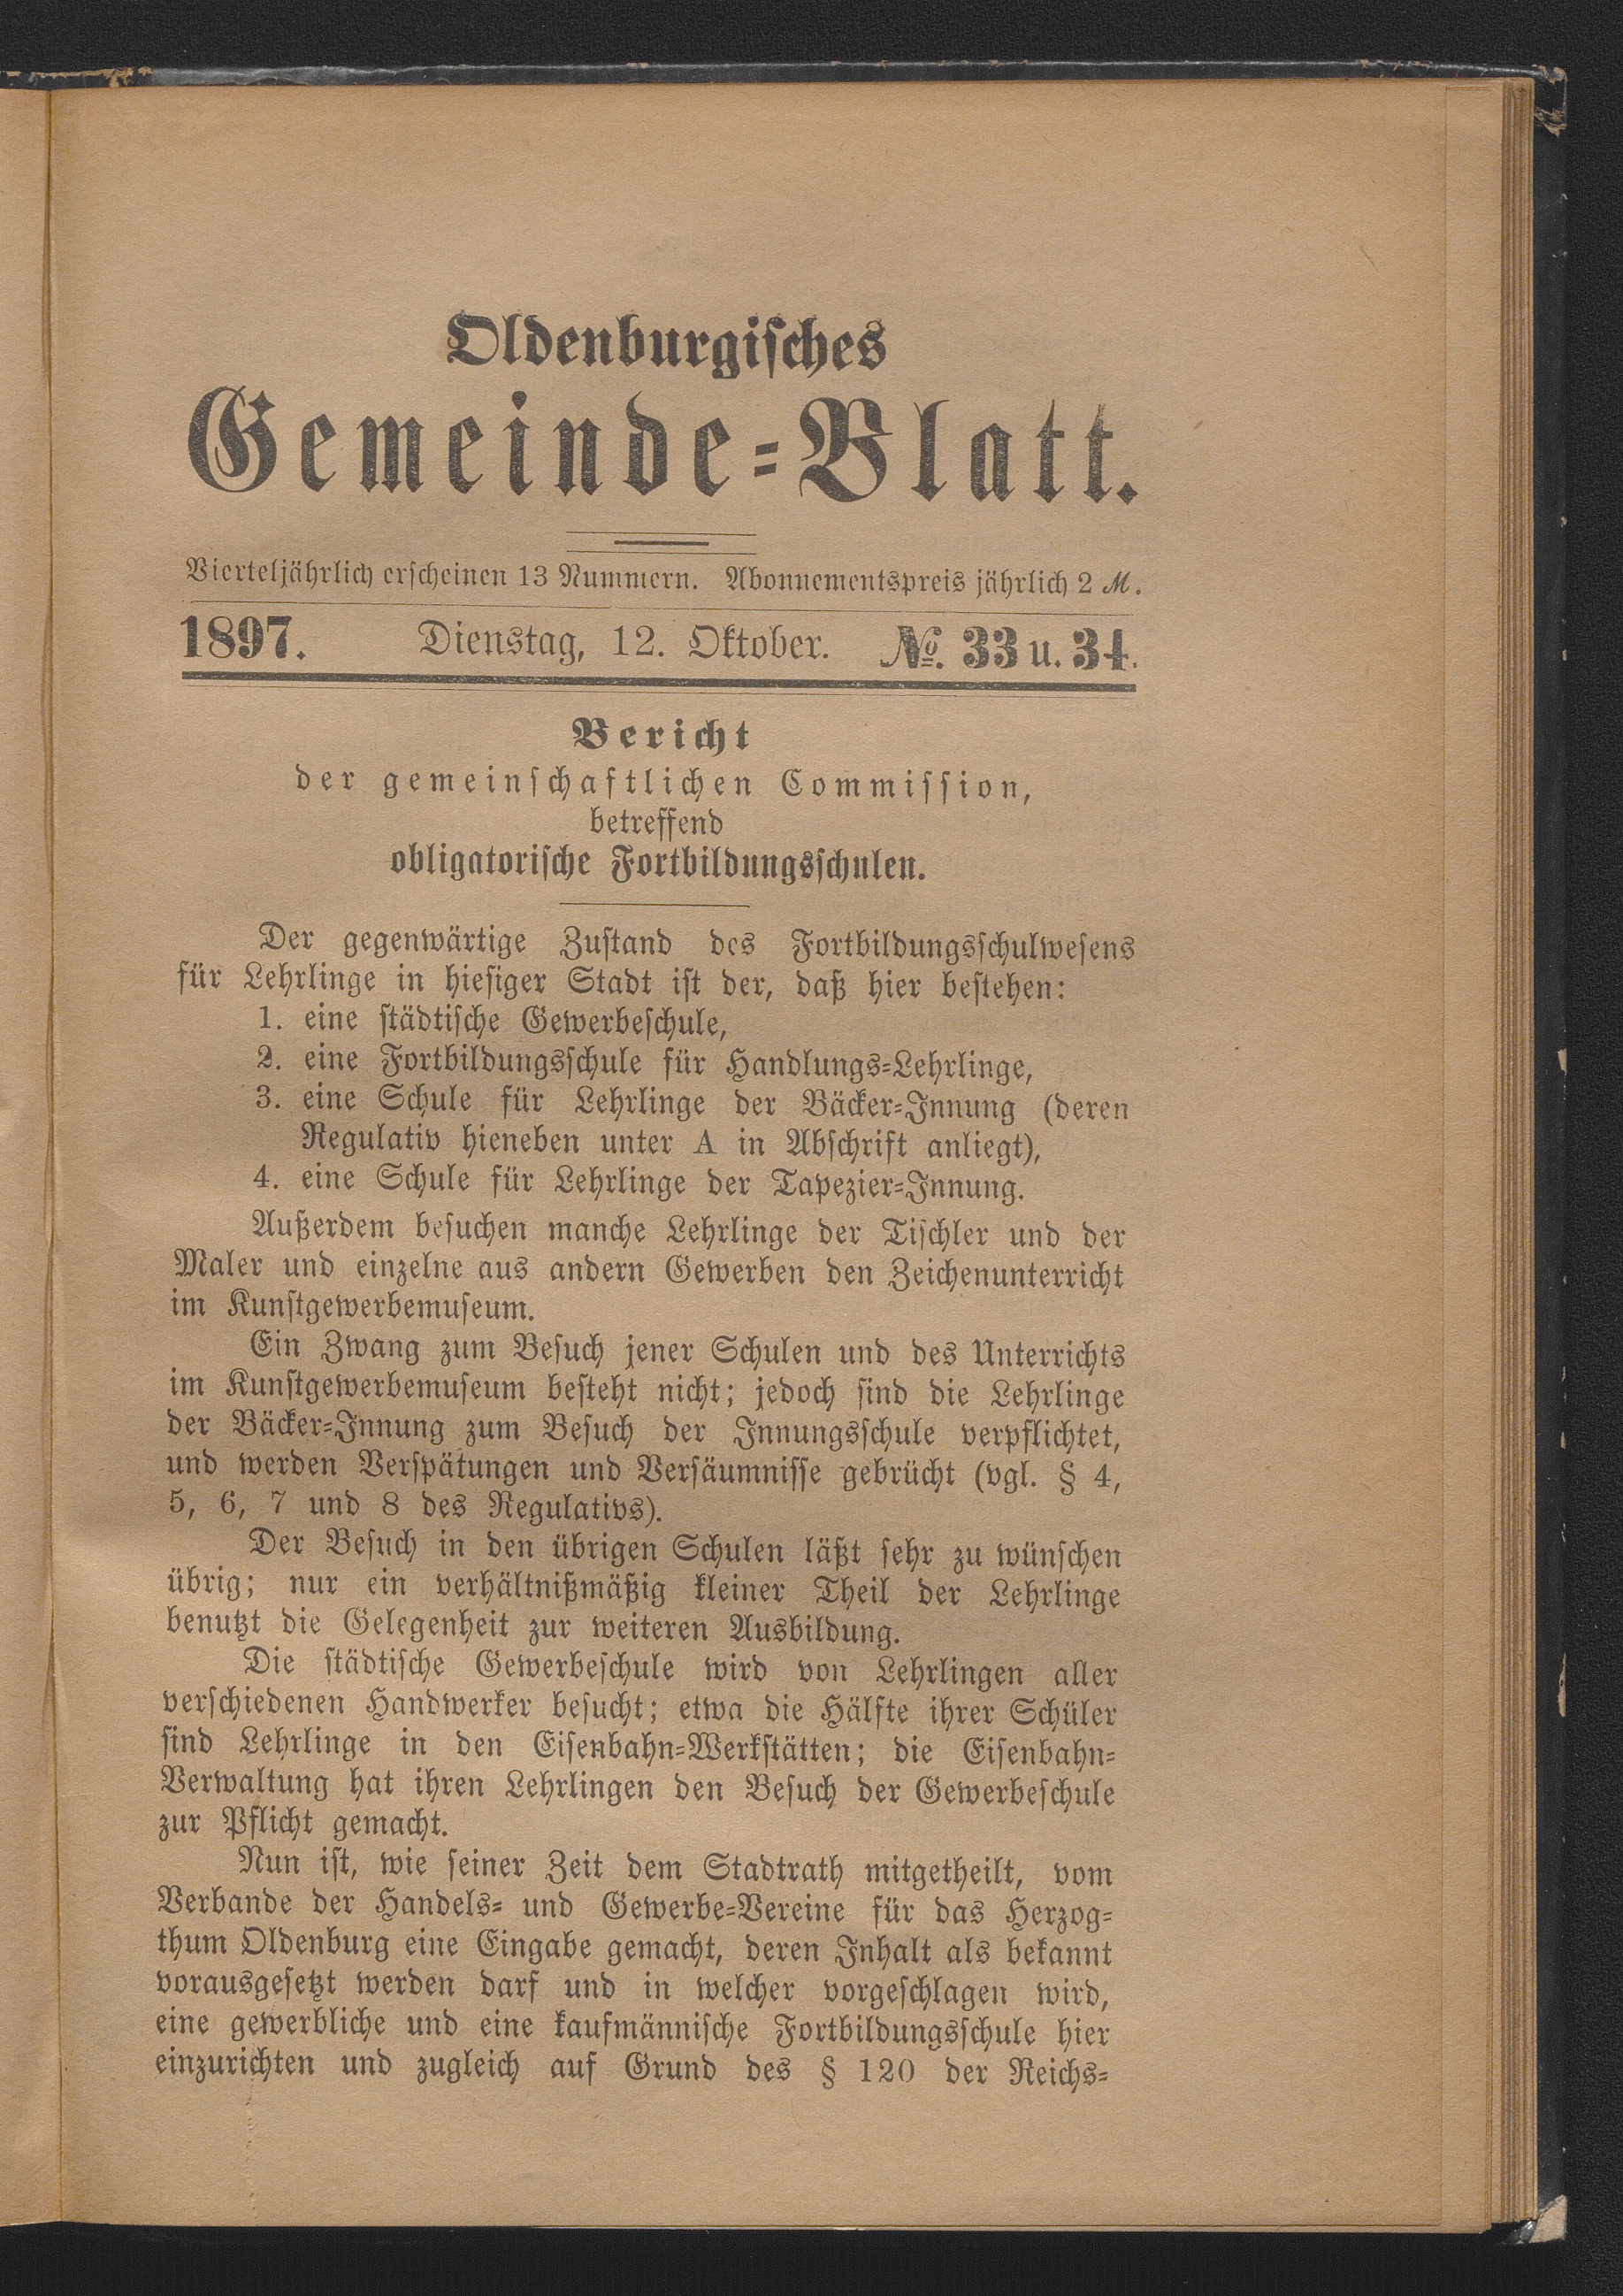 Oldenburgisches
Gemeinde-Blatt.
Vierteljährlich erscheinen 13 Nummern. Abonnementspreis jährlich 2 M.
1897. Dienstag, 12. Oktober. №. 33 u. 34.
Bericht
der gemeinschaftlichen Commission,
betreffend
obligatorische Fortbildungsschulen.
Der gegenwärtige Zustand des Fortbildungsschulwesens
für Lehrlinge in hiesiger Stadt ist der, daß hier bestehen:
1. eine städtische Gewerbeschule,
2. eine Fortbildungsschule für Handlungs-Lehrlinge,
3. eine Schule für Lehrlinge der Bäcker-Innung (deren
Regulativ hieneben unter A in Abschrift anliegt),
4. eine Schule für Lehrlinge der Tapezier-Innung.
Außerdem besuchen manche Lehrlinge der Tischler und der
Maler und einzelne aus andern Gewerben den Zeichenunterricht
im Kunstgewerbemuseum.
Ein Zwang zum Besuch jener Schulen und des Unterrichts
im Kunstgewerbemuseum besteht nicht; jedoch sind die Lehrlinge
der Bäcker-Innung zum Besuch der Innungsschule verpflichtet,
und werden Verspätungen und Versäumnisse gebrücht (vgl. § 4,
5, 6, 7 und 8 des Regulativs).
Der Besuch in den übrigen Schulen läßt sehr zu wünschen
übrig; nur ein verhältnißmäßig kleiner Theil der Lehrlinge
benutzt die Gelegenheit zur weiteren Ausbildung.
Die städtische Gewerbeschule wird von Lehrlingen aller
verschiedenen Handwerker besucht; etwa die Hälfte ihrer Schüler
sind Lehrlinge in den Eisenbahn-Werkstätten; die Eisenbahn-
Verwaltung hat ihren Lehrlingen den Besuch der Gewerbeschule
zur Pflicht gemacht.
Nun ist, wie seiner Zeit dem Stadtrath mitgetheilt, vom
Verbande der Handels- und Gewerbe-Vereine für das Herzog-
thum Oldenburg eine Eingabe gemacht, deren Inhalt als bekannt
vorausgesetzt werden darf und in welcher vorgeschlagen wird,
eine gewerbliche und eine kaufmännische Fortbildungsschule hier
einzurichten und zugleich auf Grund des § 120 der Reichs-